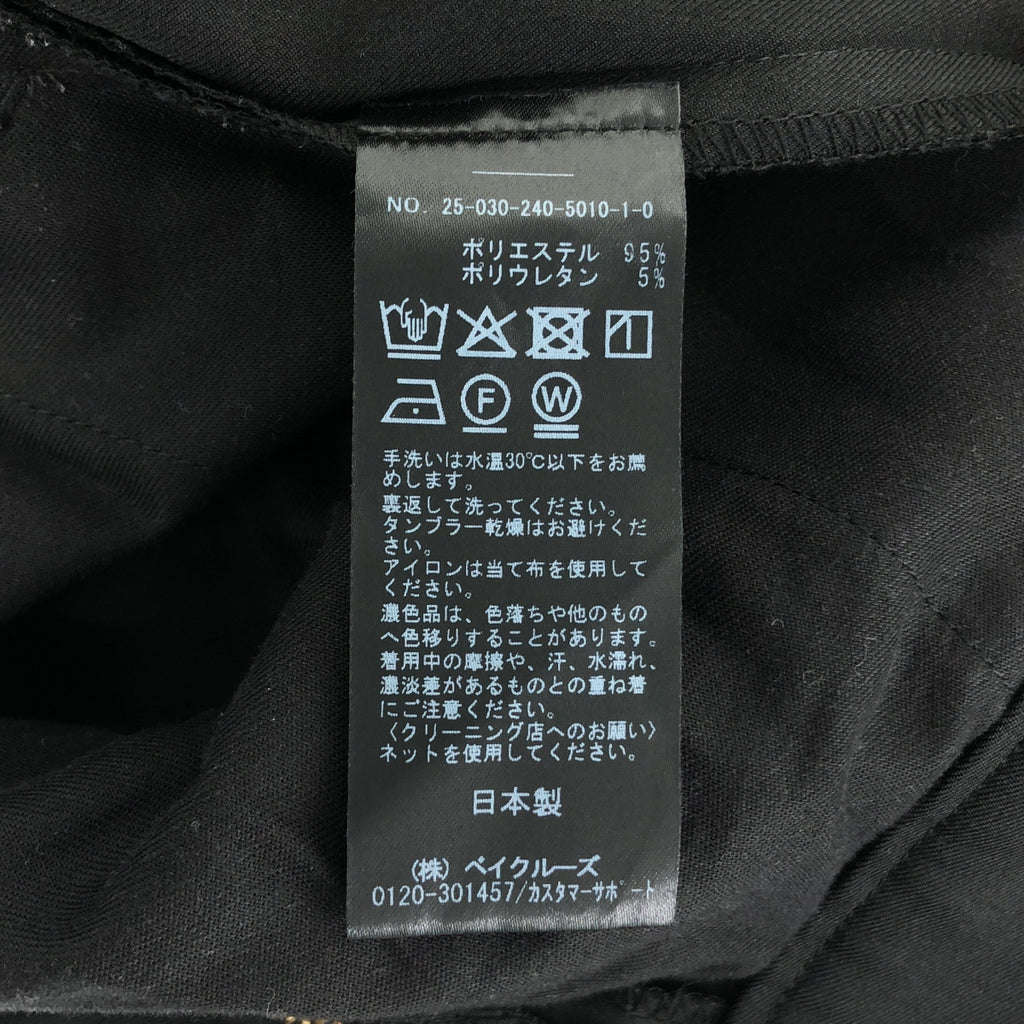 NO. 25-030-240-5010-1-0
ポリエステル 95%
ポリウレタン 5%
F W
手洗いは水温30℃以下をお薦
めします。
裏返して洗ってください。
タンブラー乾燥はお避けくだ
さい。
アイロンは当て布を使用して
ください。
濃色品は、色落ちや他のもの
へ色移りすることがあります。
着用中の摩擦や、汗、水濡れ、
濃淡差があるものとの重ね着
にご注意ください。
〈クリーニング店へのお願い〉
ネットを使用してください。
日本製
(株) ベイクルーズ
0120-301457/カスタマーサポート